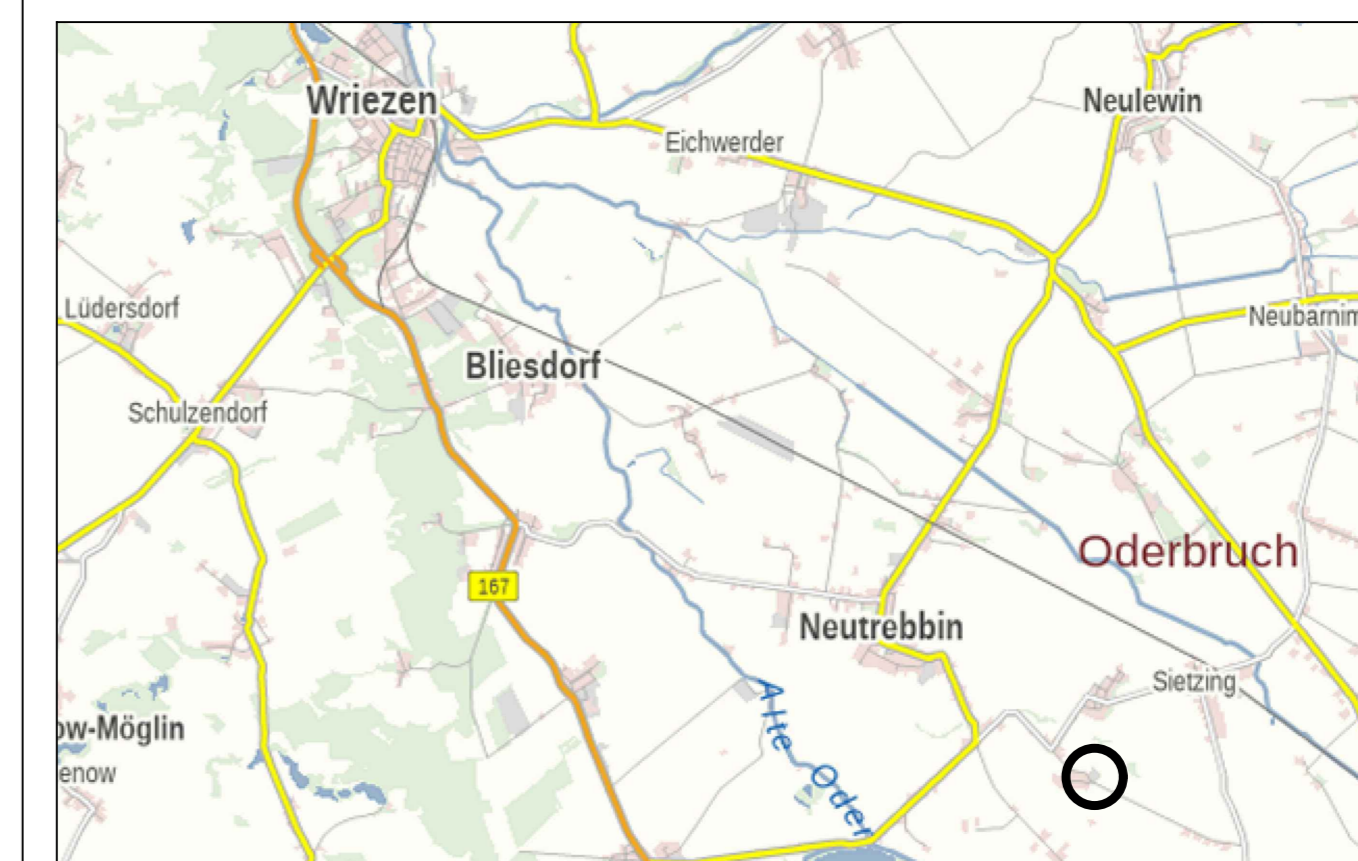 Wriezen
Neulewin
Eichwerder
Lüdersdorf
Neubarnim
Bliesdorf
Schulzendorf
Oderbruch
167
Neutrebbin
Sietzing
ow-Möglin
enow
Alte Oder